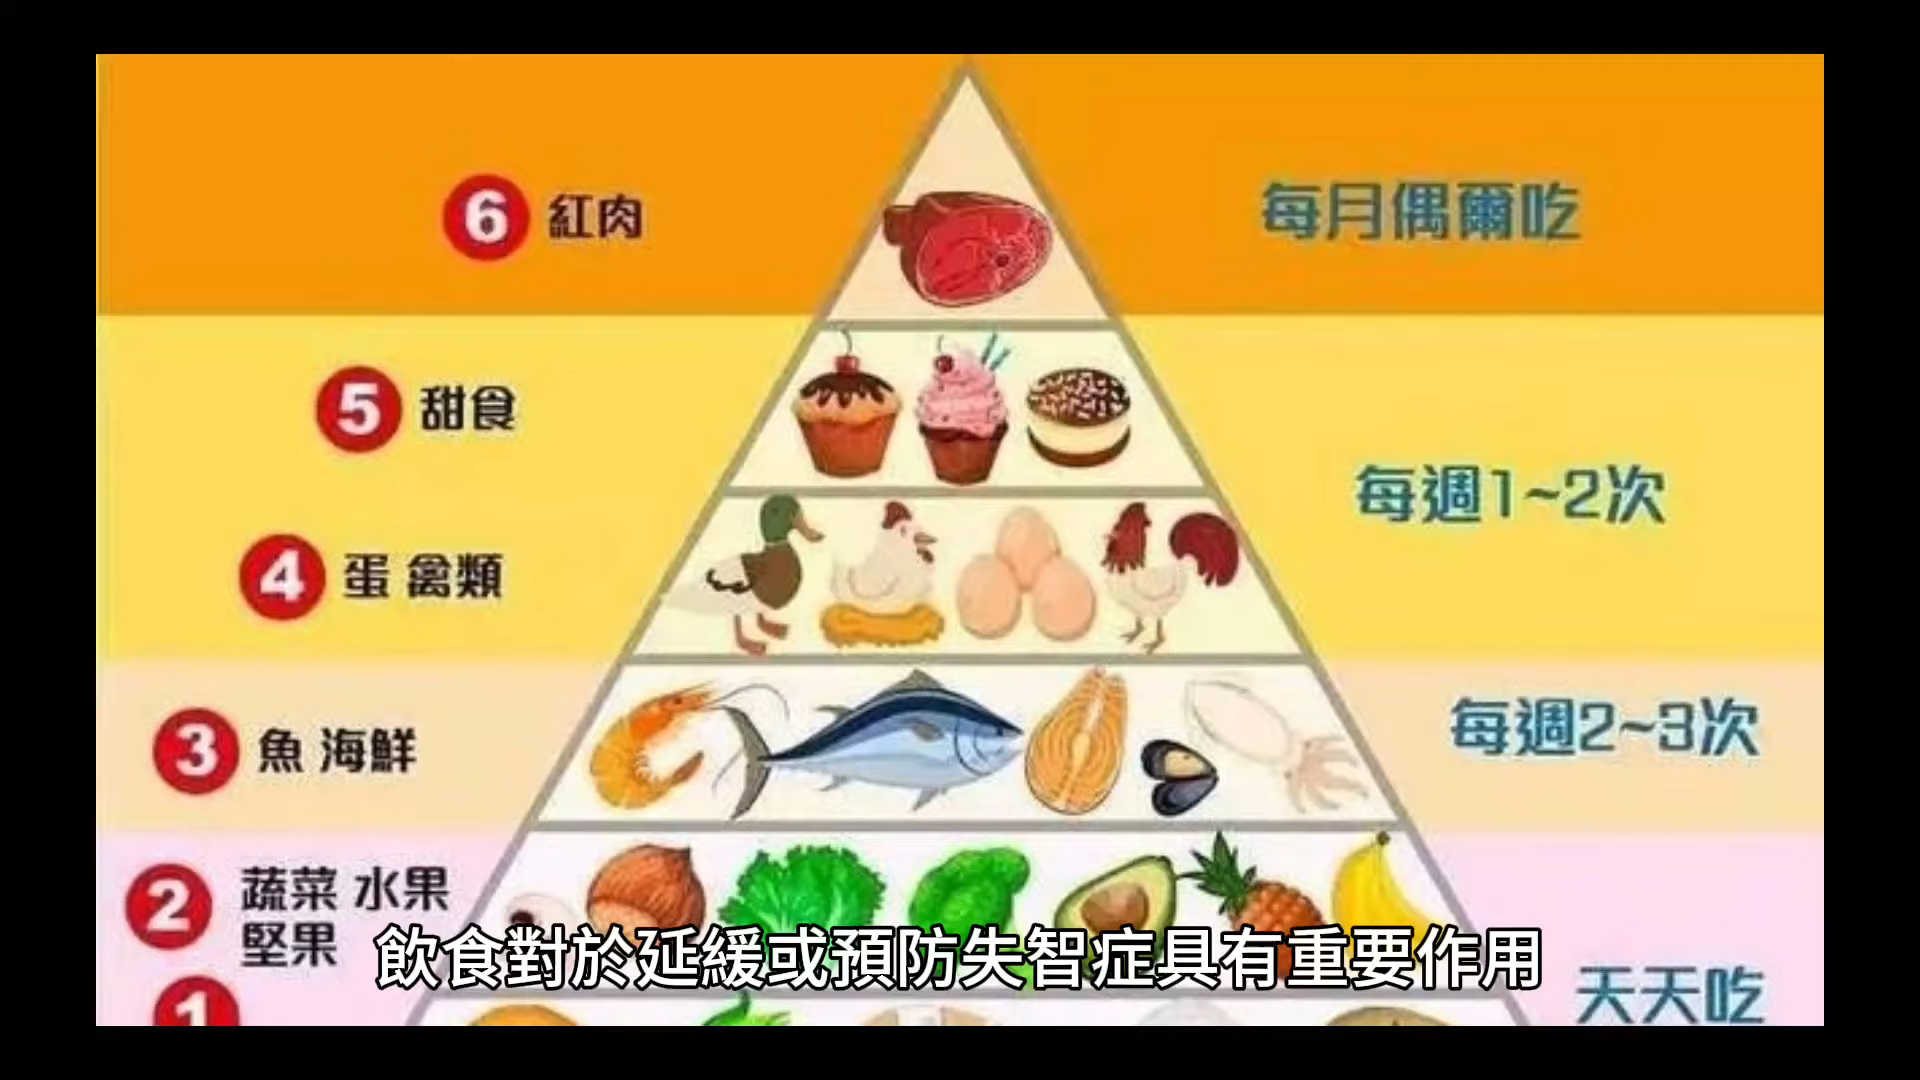 6 紅肉
每月偶爾吃
5 甜食
每週1~2次
4 蛋 禽類
3 魚 海鮮
每週2~3次
2 蔬菜 水果
堅果
飲食對於延緩或預防失智症具有重要作用
天天吃
1